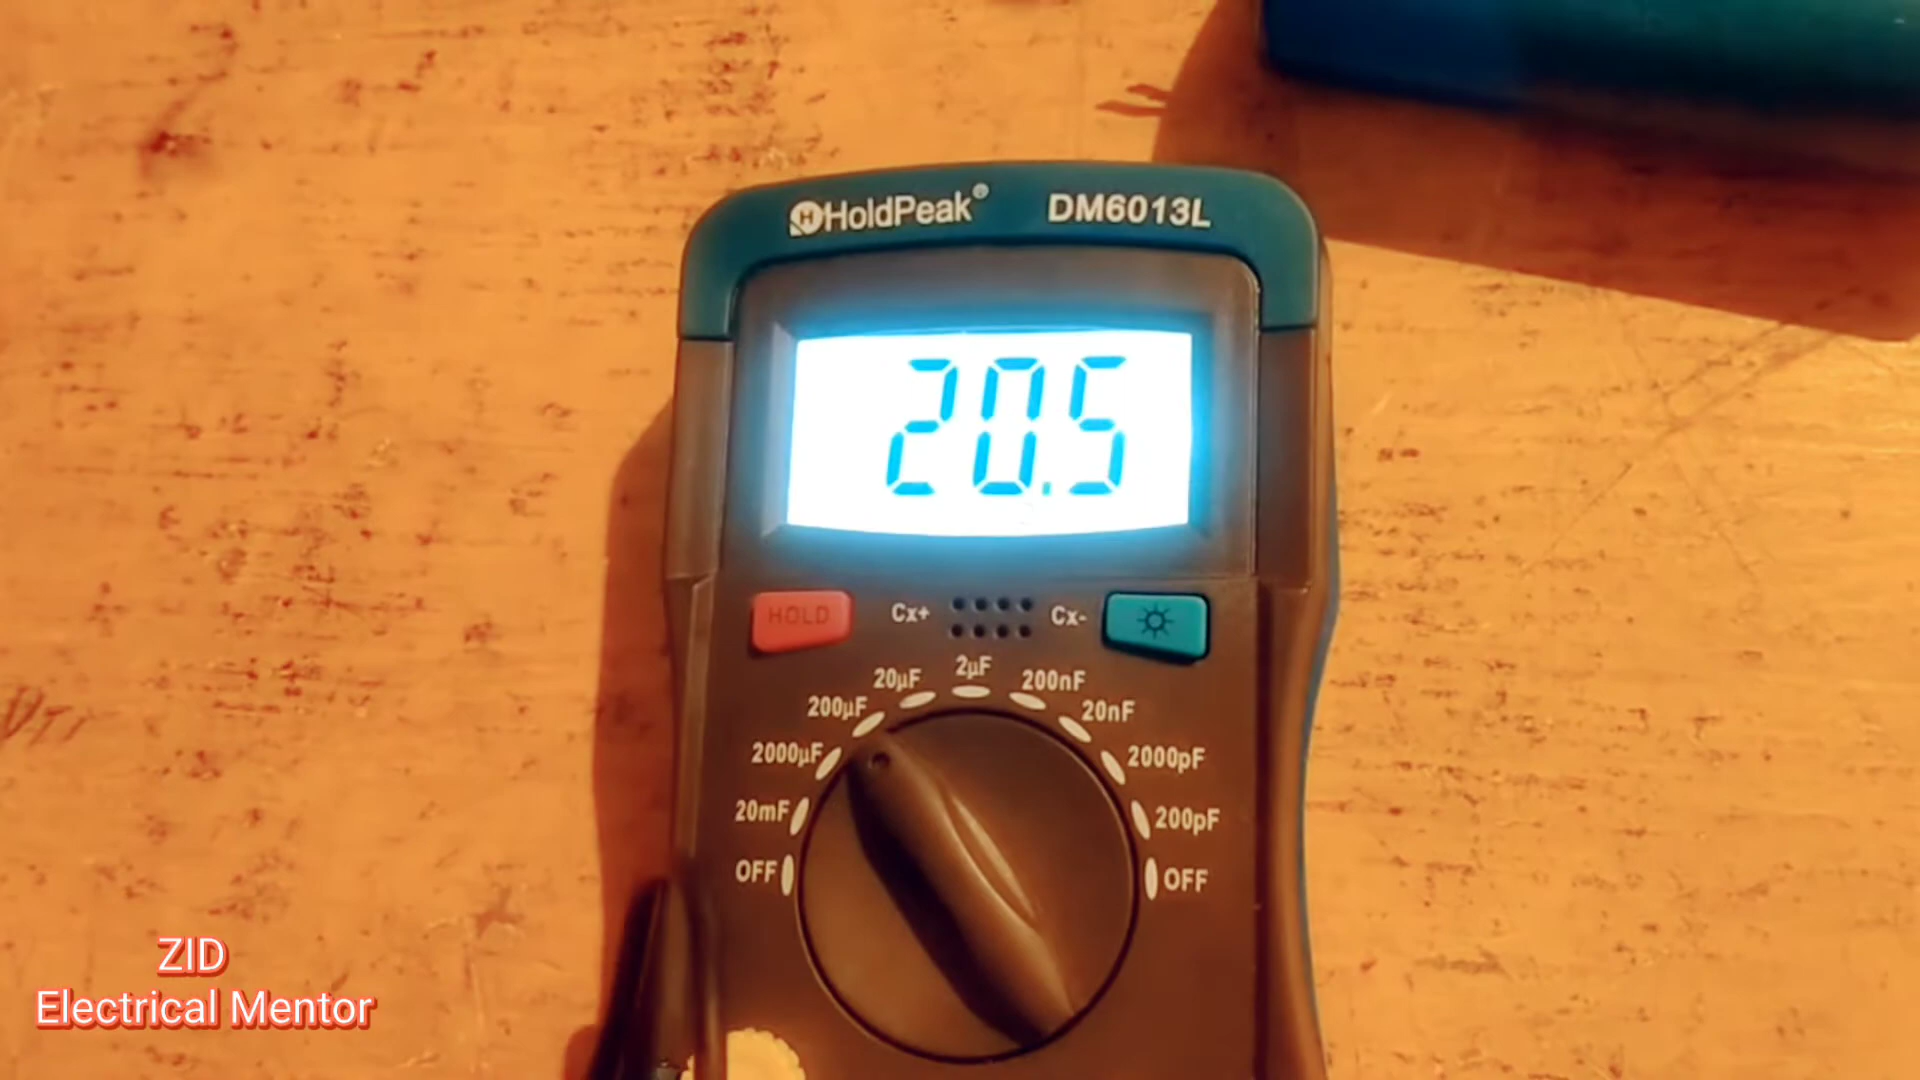 HoldPeak® DM6013L
20.5
HOLD Cx+ Cx-
2µF
20µF 200nF
200µF 20nF
2000µF 2000pF
20mF 200pF
OFF OFF
ZID
Electrical Mentor